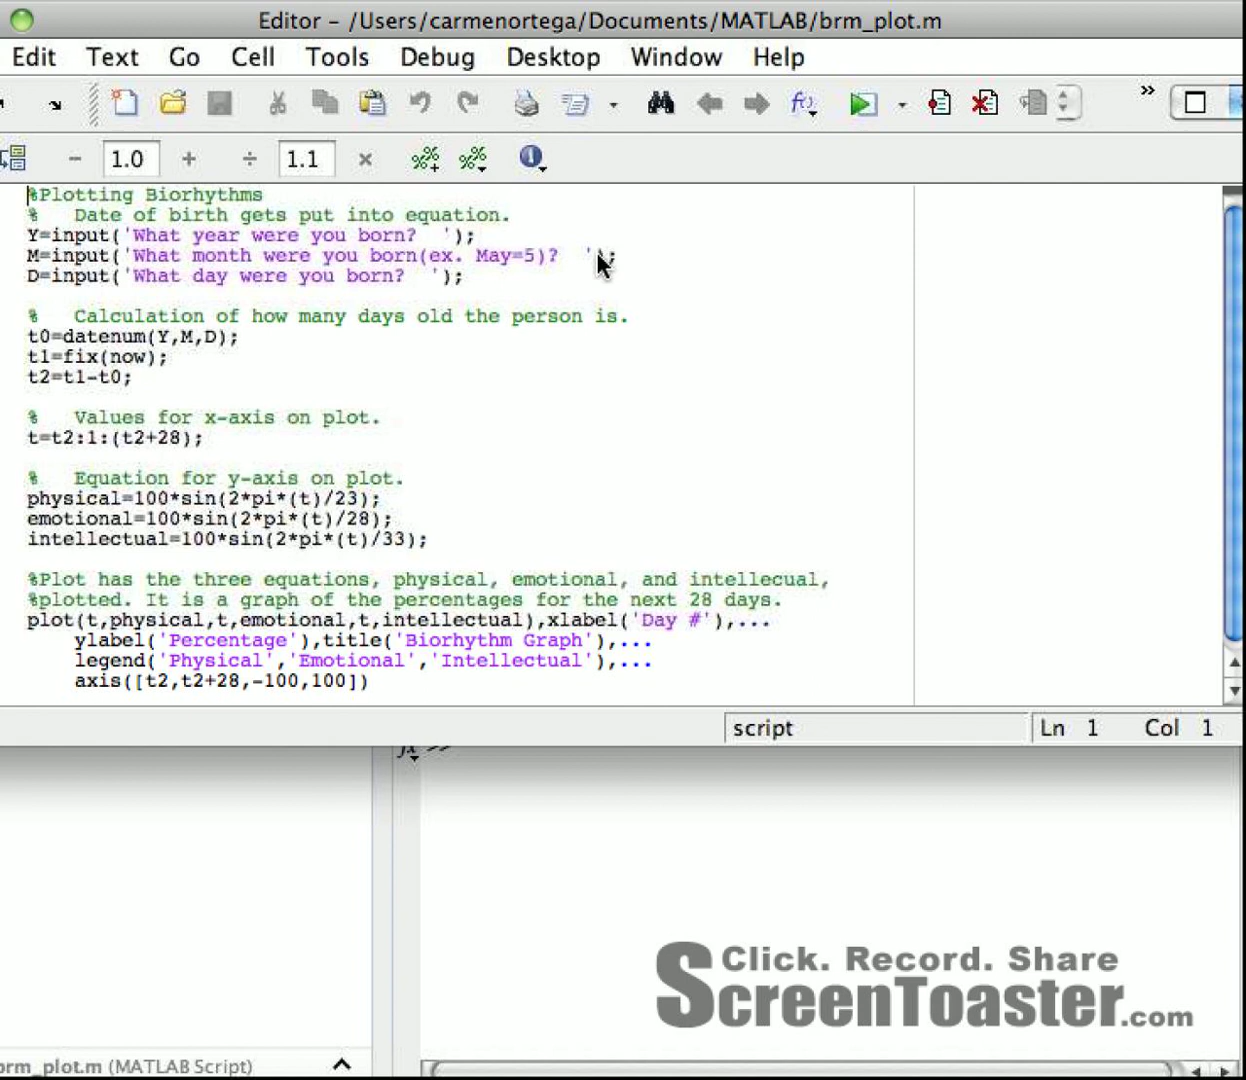 Editor – /Users/carmenortega/Documents/MATLAB/brm_plot.m
Edit Text Go Cell Tools Debug Desktop Window Help
»
− 1.0 + ÷ 1.1 ×
%Plotting Biorhythms
%   Date of birth gets put into equation.
Y=input('What year were you born?  ');
M=input('What month were you born(ex. May=5)?  ');
D=input('What day were you born?  ');
%   Calculation of how many days old the person is.
t0=datenum(Y,M,D);
t1=fix(now);
t2=t1-t0;
%   Values for x-axis on plot.
t=t2:1:(t2+28);
%   Equation for y-axis on plot.
physical=100*sin(2*pi*(t)/23);
emotional=100*sin(2*pi*(t)/28);
intellectual=100*sin(2*pi*(t)/33);
%Plot has the three equations, physical, emotional, and intellecual,
%plotted. It is a graph of the percentages for the next 28 days.
plot(t,physical,t,emotional,t,intellectual),xlabel('Day #'),...
    ylabel('Percentage'),title('Biorhythm Graph'),...
    legend('Physical','Emotional','Intellectual'),...
    axis([t2,t2+28,-100,100])
script Ln 1 Col 1
Click. Record. Share
ScreenToaster.com
brm_plot.m (MATLAB Script)